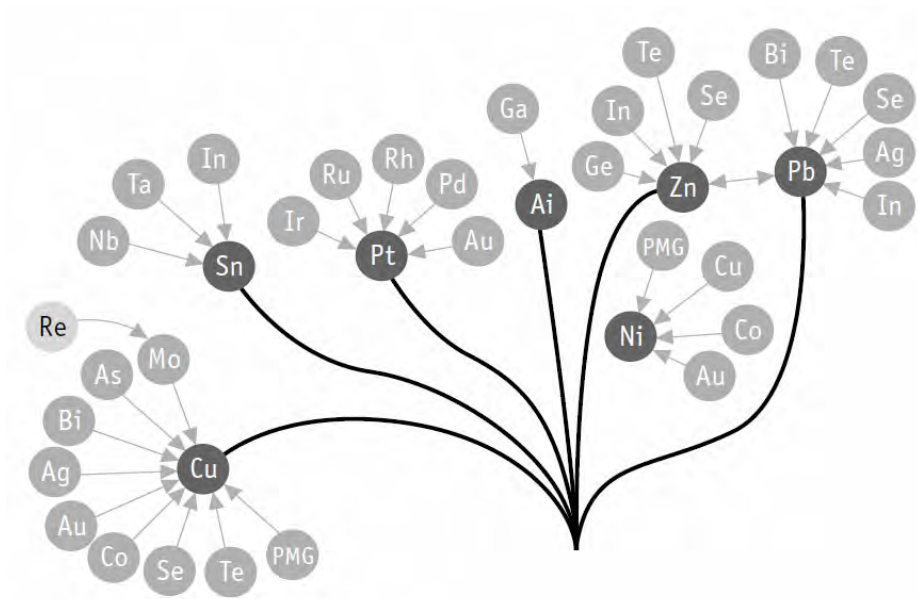 Te
Bi
Te
Ga
In
Se
Se
Ge
Zn
Pb
Ag
In
In
Ta
Ru
Rh
Pd
Ai
Nb
Ir
Au
Sn
Pt
PMG
Cu
Re
Mo
Ni
Co
As
Au
Bi
Ag
Cu
Au
Co
Se
Te
PMG